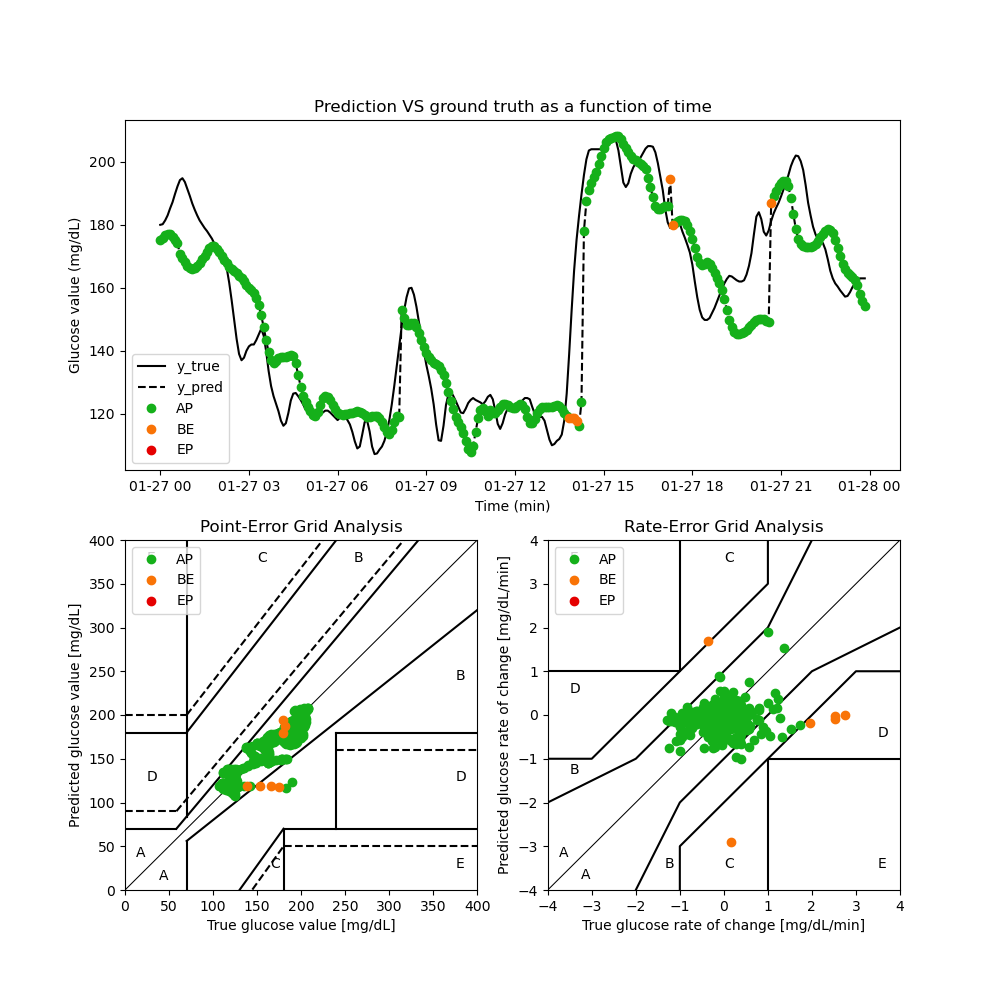 Prediction VS ground truth as a function of time
Glucose value (mg/dL)
200
180
160
140
120
y_true
y_pred
AP
BE
EP
01-27 00 01-27 03 01-27 06 01-27 09 01-27 12 01-27 15 01-27 18 01-27 21 01-28 00
Time (min)
Point-Error Grid Analysis
Predicted glucose value [mg/dL]
400
350
300
250
200
150
100
50
0
AP
BE
EP
C
B
B
D
D
A
A
C
E
0 50 100 150 200 250 300 350 400
True glucose value [mg/dL]
Rate-Error Grid Analysis
Predicted glucose rate of change [mg/dL/min]
4
3
2
1
0
−1
−2
−3
−4
AP
BE
EP
C
D
D
B
A
A
B
C
E
−4 −3 −2 −1 0 1 2 3 4
True glucose rate of change [mg/dL/min]